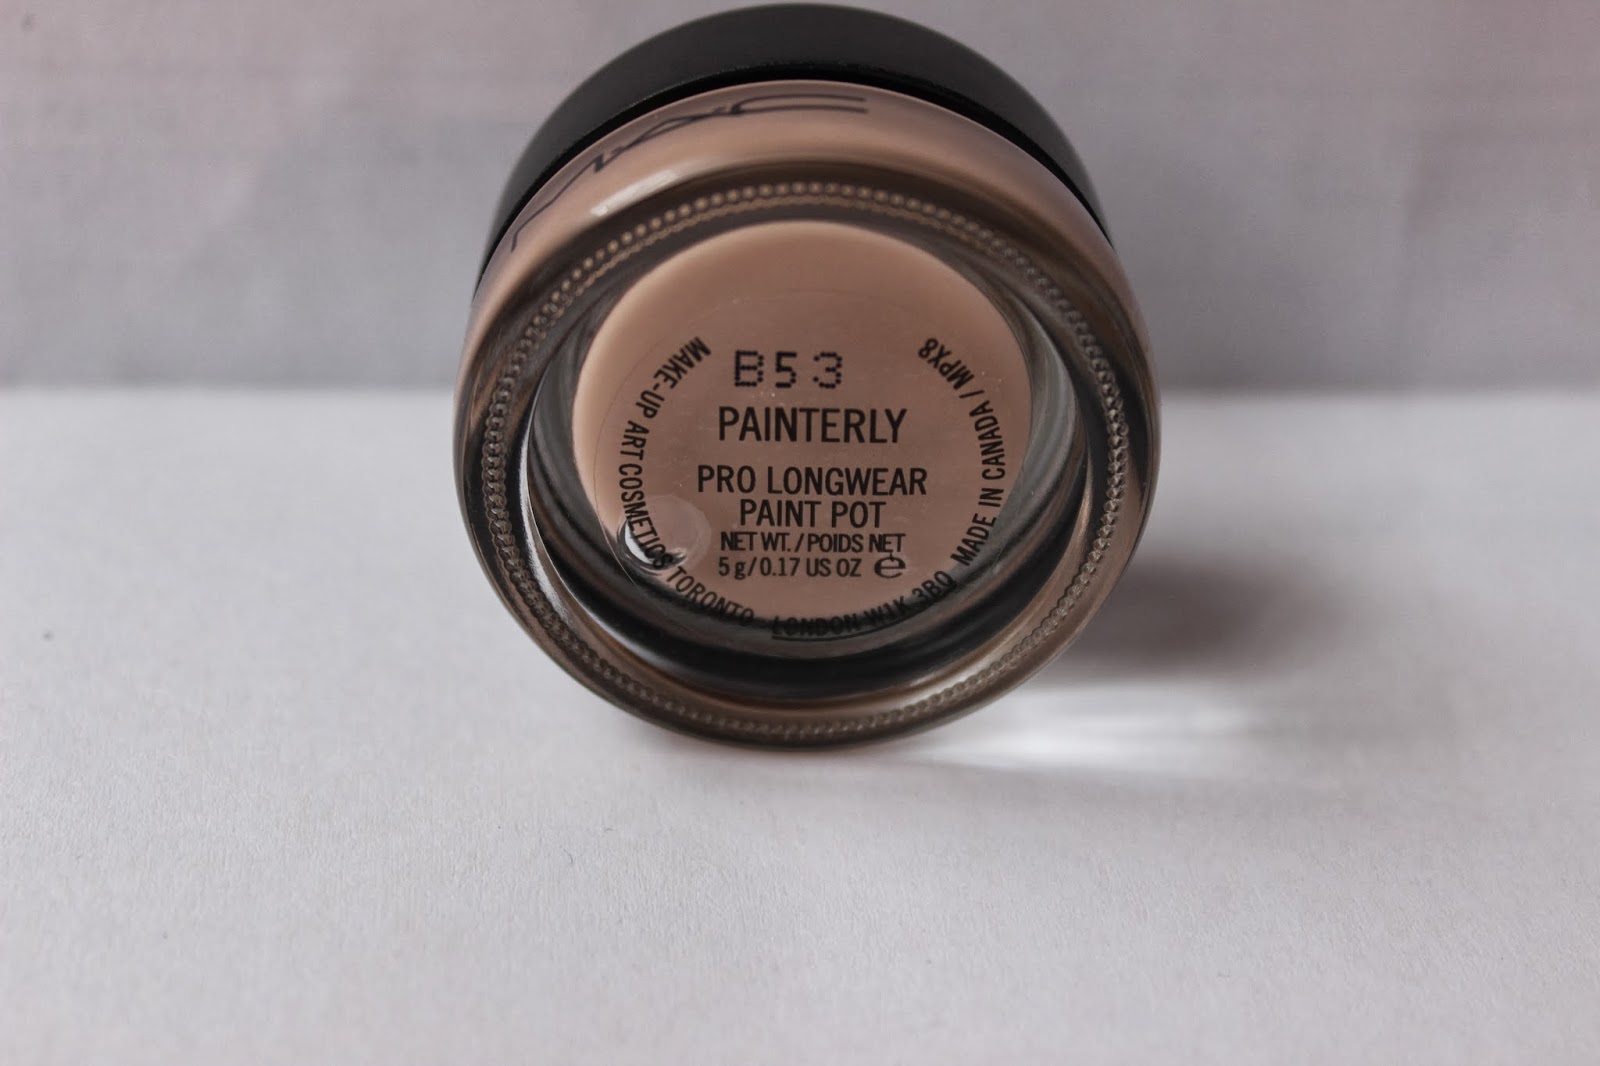 MAC
B53
PAINTERLY
PRO LONGWEAR
PAINT POT
NET WT. / POIDS NET
5 g / 0.17 US OZ ℮
MAKE-UP ART COSMETICS TORONTO LONDON W1K 3BQ MADE IN CANADA / MPX8